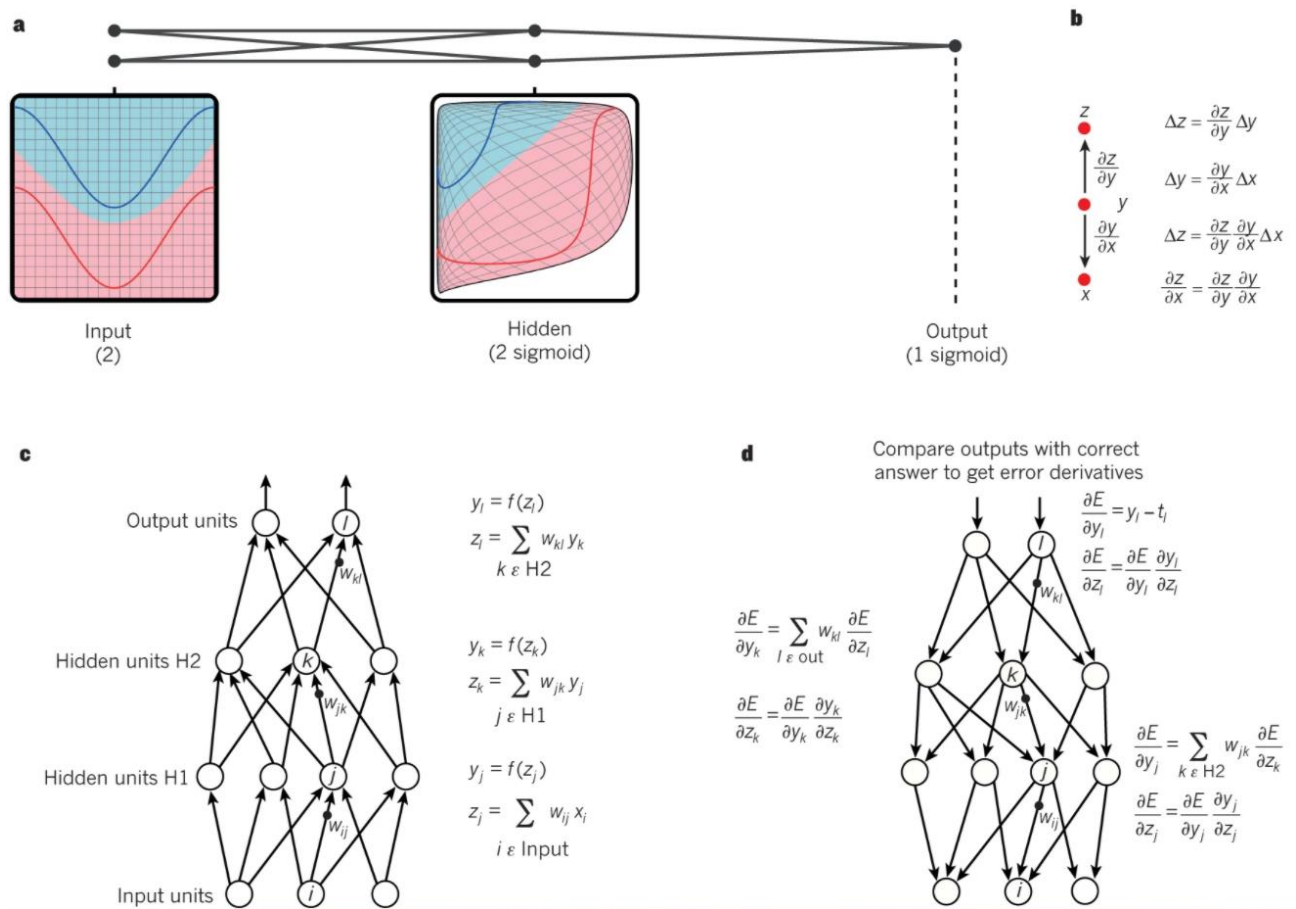 a
Input
(2)
Hidden
(2 sigmoid)
Output
(1 sigmoid)
b
z
∂z/∂y
y
∂y/∂x
x
Δz = ∂z/∂y Δy
Δy = ∂y/∂x Δx
Δz = ∂z/∂y ∂y/∂x Δx
∂z/∂x = ∂z/∂y ∂y/∂x
c
Output units
l
w_kl
Hidden units H2
k
w_jk
Hidden units H1
j
w_ij
Input units
i
y_l = f(z_l)
z_l = ∑ w_kl y_k
k ε H2
y_k = f(z_k)
z_k = ∑ w_jk y_j
j ε H1
y_j = f(z_j)
z_j = ∑ w_ij x_i
i ε Input
d
Compare outputs with correct
answer to get error derivatives
∂E/∂y_l = y_l − t_l
∂E/∂z_l = ∂E/∂y_l ∂y_l/∂z_l
l
w_kl
∂E/∂y_k = ∑ w_kl ∂E/∂z_l
l ε out
∂E/∂z_k = ∂E/∂y_k ∂y_k/∂z_k
k
w_jk
∂E/∂y_j = ∑ w_jk ∂E/∂z_k
k ε H2
∂E/∂z_j = ∂E/∂y_j ∂y_j/∂z_j
j
w_ij
i